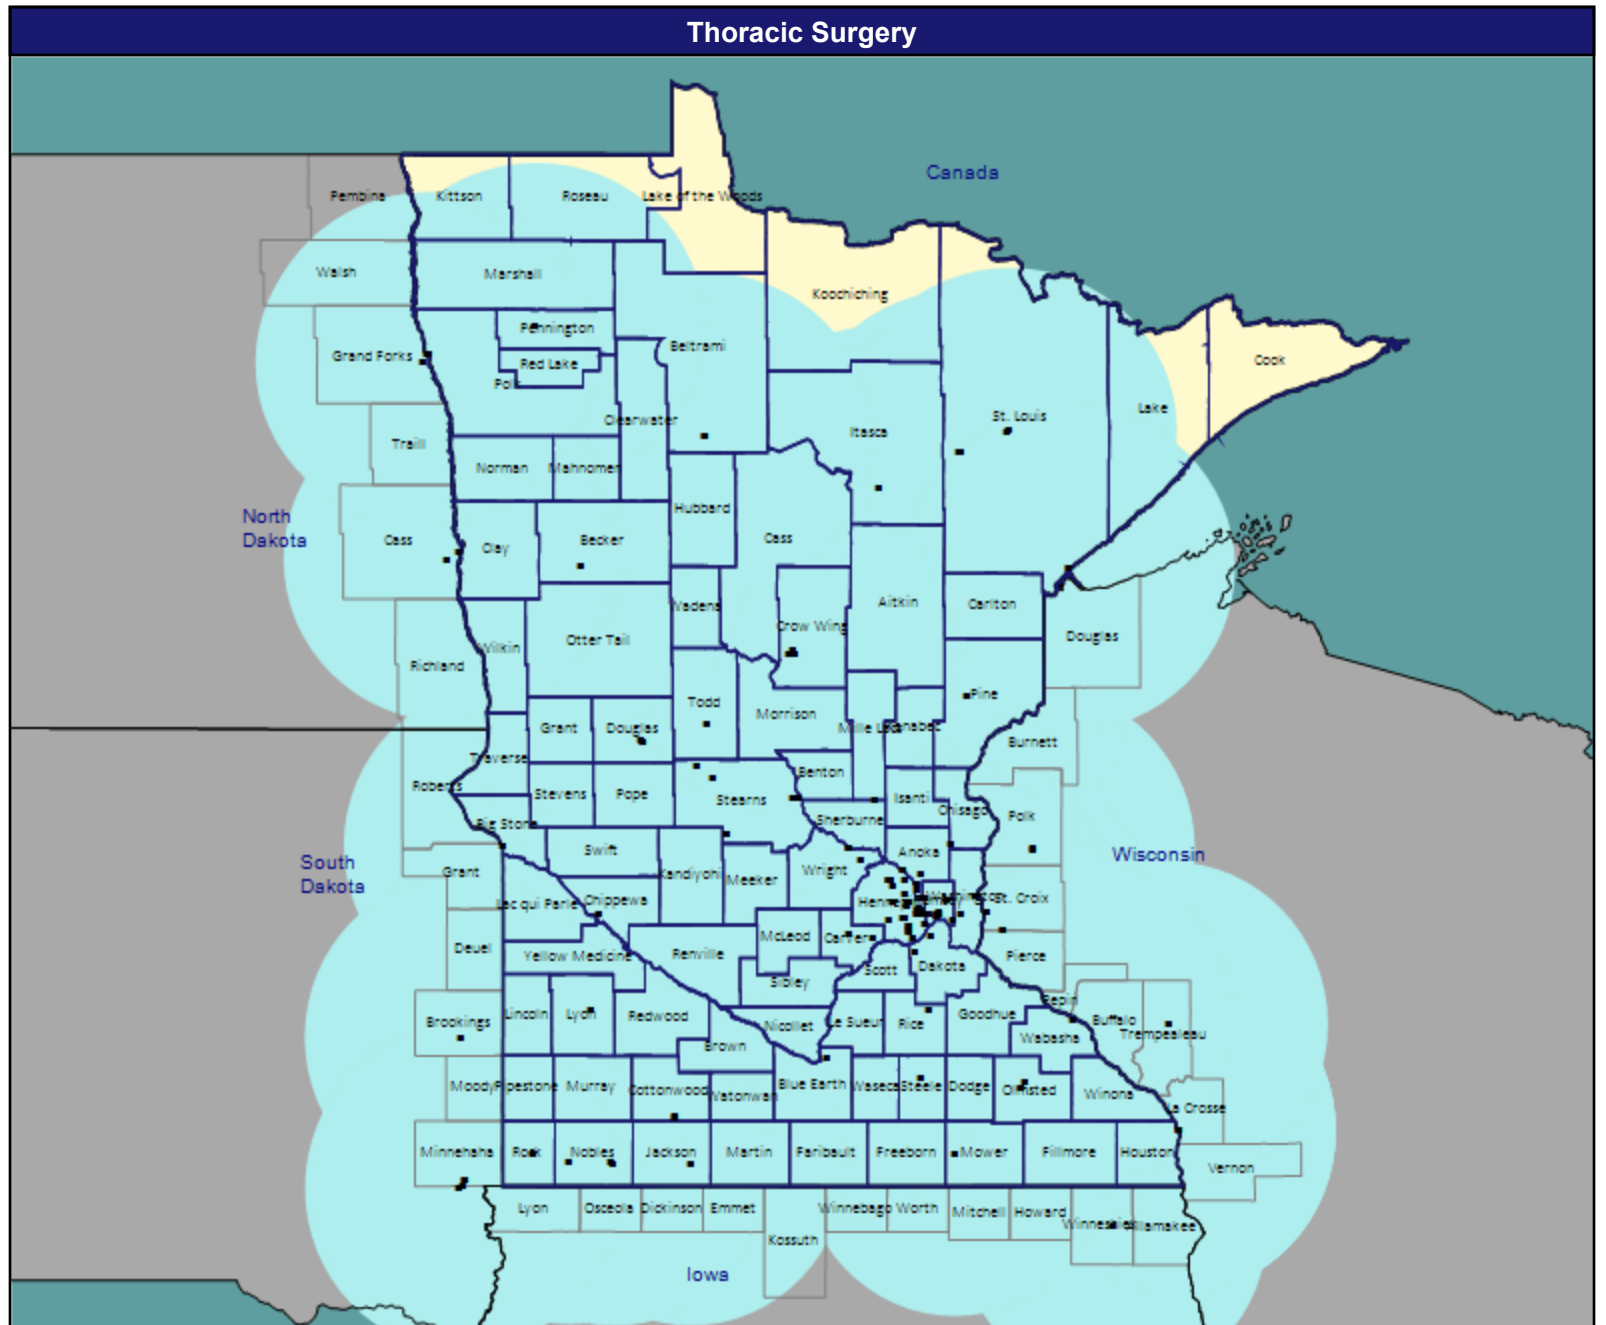 Thoracic Surgery
Canada
Pembina
Kittson
Roseau
Lake of the Woods
Walsh
Marshall
Koochiching
Pennington
Grand Forks
Red Lake
Beltrami
Cook
Polk
Clearwater
Lake
St. Louis
Itasca
Traill
Norman
Mahnomen
Hubbard
North
Dakota
Cass
Clay
Becker
Cass
Wadena
Aitkin
Carlton
Crow Wing
Douglas
Otter Tail
Wilkin
Richland
Pine
Todd
Morrison
Grant
Douglas
Mille Lacs
Kanabec
Burnett
Traverse
Benton
Roberts
Stevens
Pope
Stearns
Isanti
Chisago
Big Stone
Sherburne
Polk
South
Dakota
Swift
Anoka
Wisconsin
Grant
Kandiyohi
Meeker
Wright
Lac qui Parle
Chippewa
Hennepin
Washington
St. Croix
McLeod
Carver
Deuel
Yellow Medicine
Renville
Scott
Dakota
Pierce
Sibley
Pepin
Brookings
Lincoln
Lyon
Redwood
Nicollet
Le Sueur
Rice
Goodhue
Buffalo
Trempealeau
Wabasha
Brown
Moody
Pipestone
Murray
Cottonwood
Watonwan
Blue Earth
Waseca
Steele
Dodge
Olmsted
Winona
La Crosse
Minnehaha
Rock
Nobles
Jackson
Martin
Faribault
Freeborn
Mower
Fillmore
Houston
Vernon
Lyon
Osceola
Dickinson
Emmet
Winnebago
Worth
Mitchell
Howard
Winneshiek
Allamakee
Kossuth
Iowa